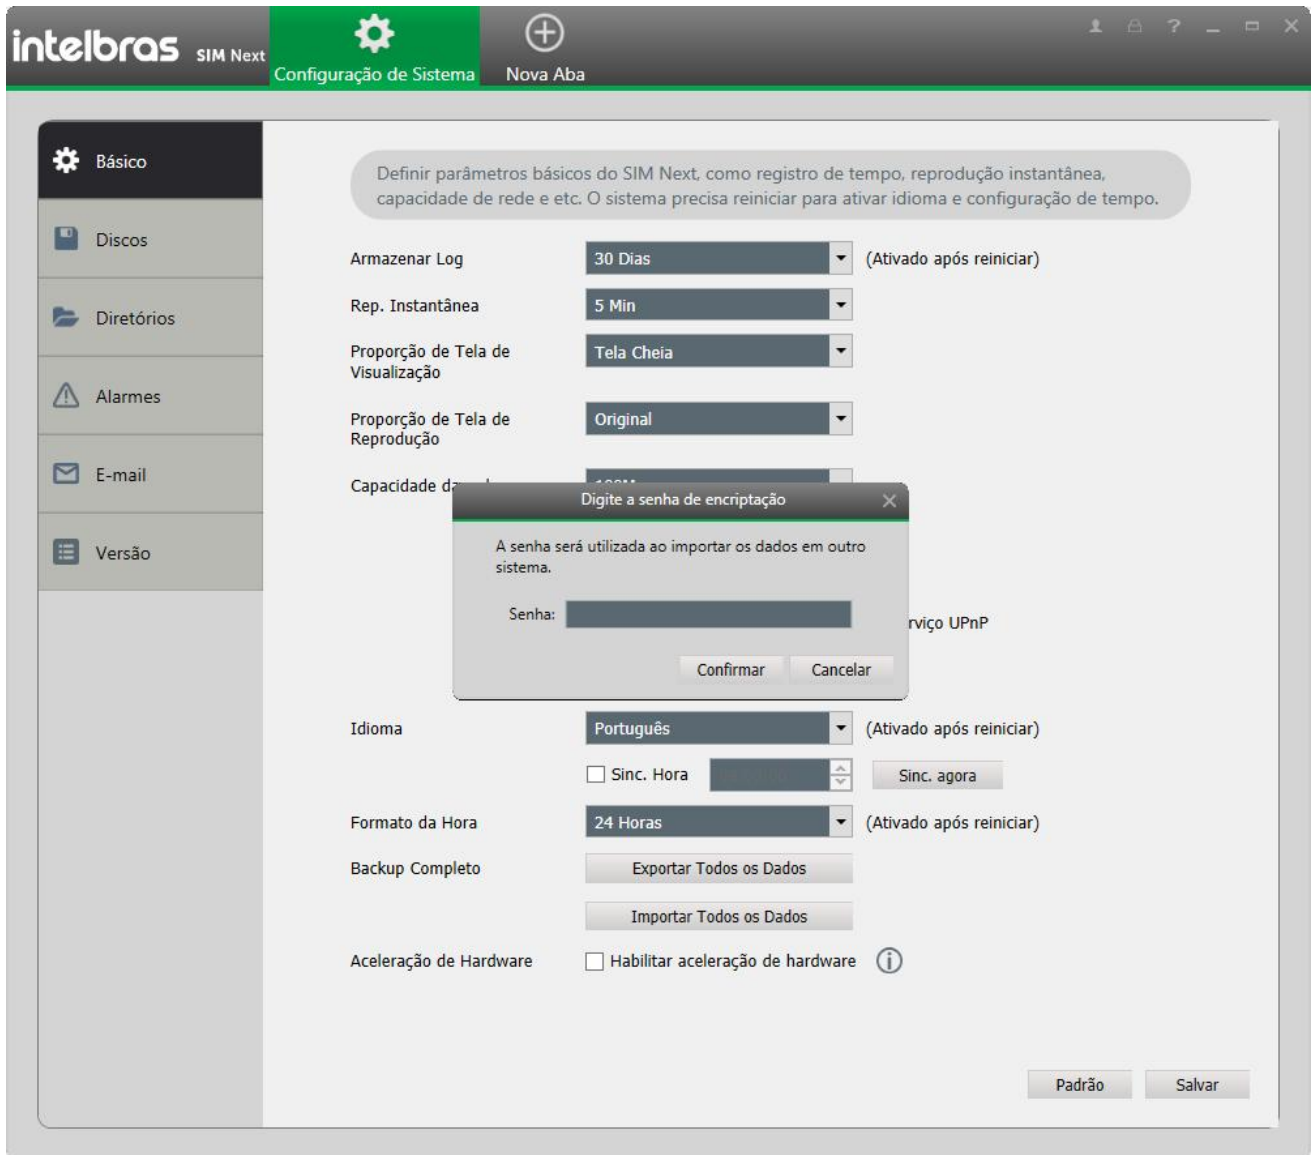 intelbras SIM Next
Configuração de Sistema
Nova Aba
Básico
Discos
Diretórios
Alarmes
E-mail
Versão
Definir parâmetros básicos do SIM Next, como registro de tempo, reprodução instantânea,
capacidade de rede e etc. O sistema precisa reiniciar para ativar idioma e configuração de tempo.
Armazenar Log 30 Dias (Ativado após reiniciar)
Rep. Instantânea 5 Min
Proporção de Tela de Tela Cheia
Visualização
Proporção de Tela de Original
Reprodução
Capacidade da
Digite a senha de encriptação
A senha será utilizada ao importar os dados em outro
sistema.
Senha:
UPnP
Confirmar Cancelar
Idioma Português (Ativado após reiniciar)
Sinc. Hora Sinc. agora
Formato da Hora 24 Horas (Ativado após reiniciar)
Backup Completo Exportar Todos os Dados
Importar Todos os Dados
Aceleração de Hardware Habilitar aceleração de hardware
Padrão Salvar